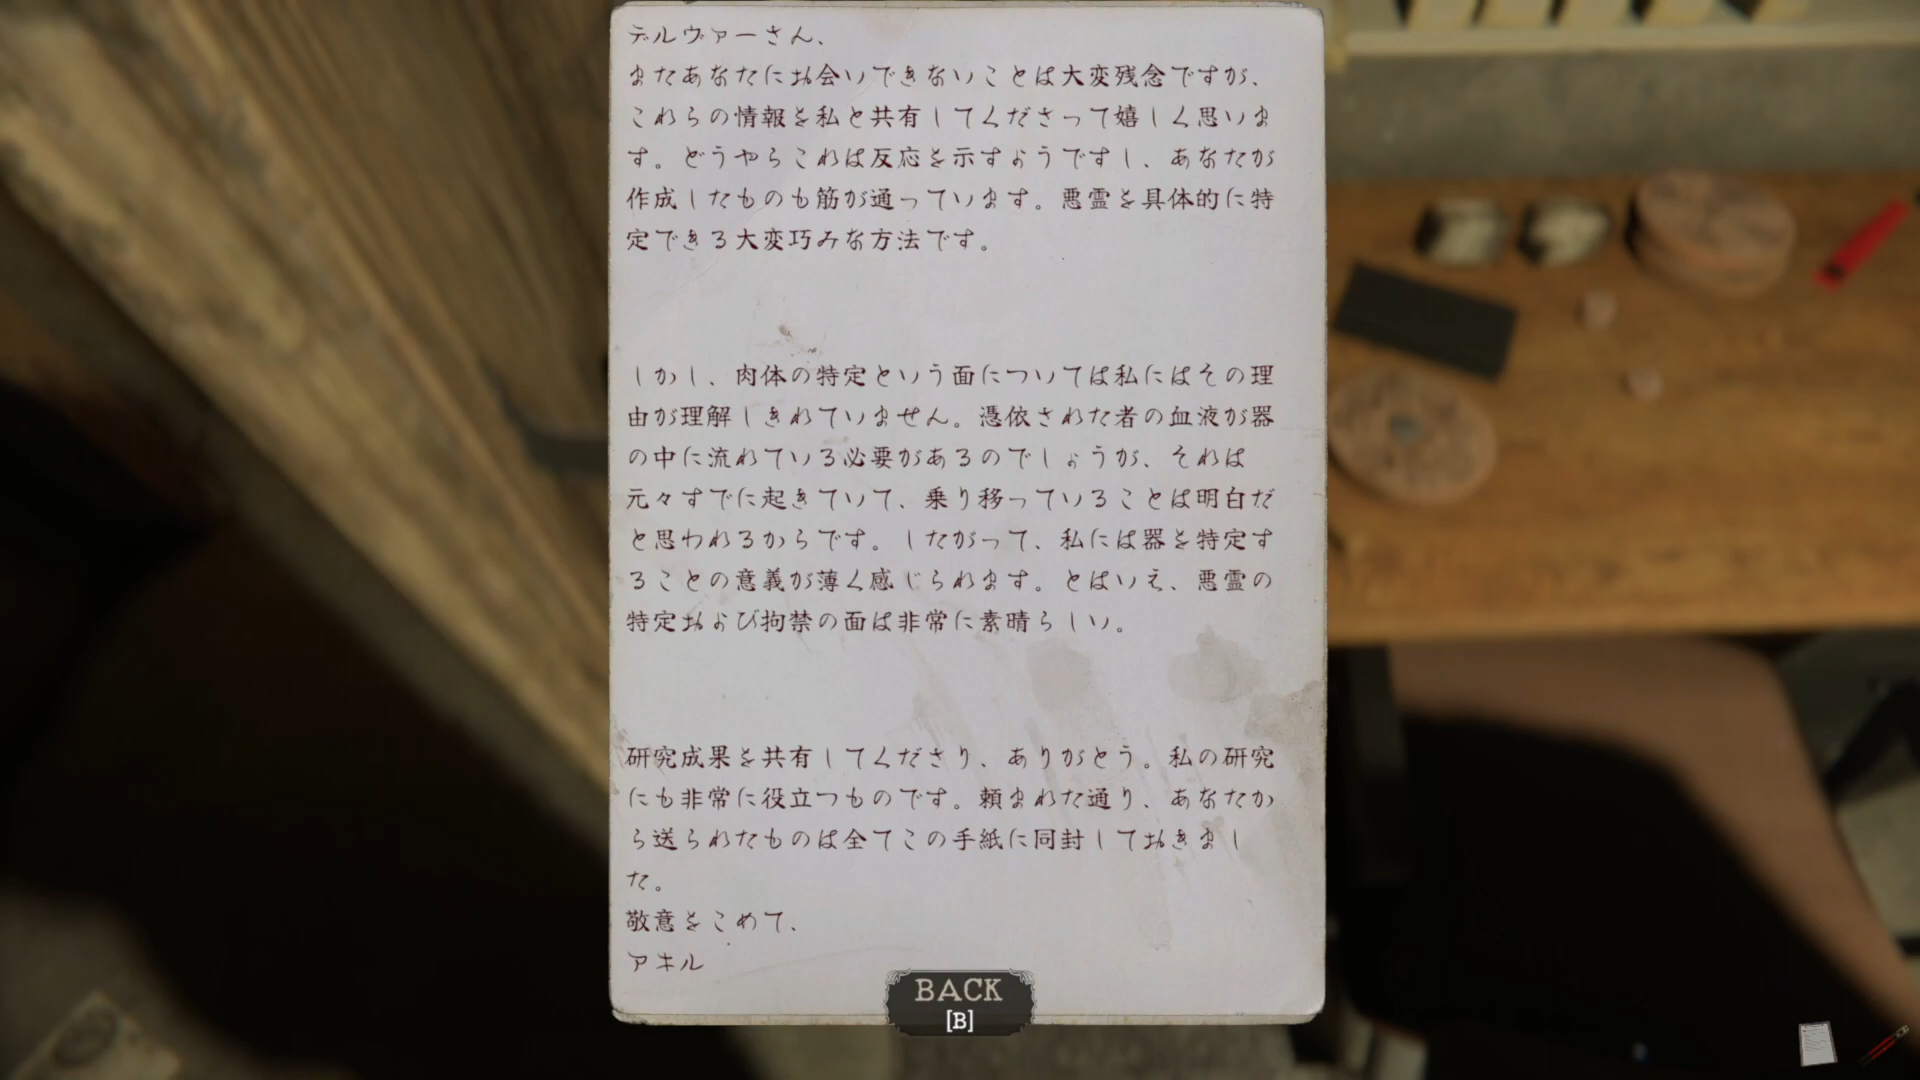 デルヴァーさん、
またあなたにお会いできないことは大変残念ですが、
これらの情報を私と共有してくださって嬉しく思いま
す。どうやらこれは反応を示すようですし、あなたが
作成したものも筋が通っています。悪霊を具体的に特
定できる大変巧みな方法です。
しかし、肉体の特定という面については私にはその理
由が理解しきれていません。憑依された者の血液が器
の中に流れている必要があるのでしょうが、それは
元々すでに起きていて、乗り移っていることは明白だ
と思われるからです。したがって、私には器を特定す
ることの意義が薄く感じられます。とはいえ、悪霊の
特定および拘禁の面は非常に素晴らしい。
研究成果を共有してくださり、ありがとう。私の研究
にも非常に役立つものです。頼まれた通り、あなたか
ら送られたものは全てこの手紙に同封しておきまし
た。
敬意をこめて、
アキル
BACK
[B]